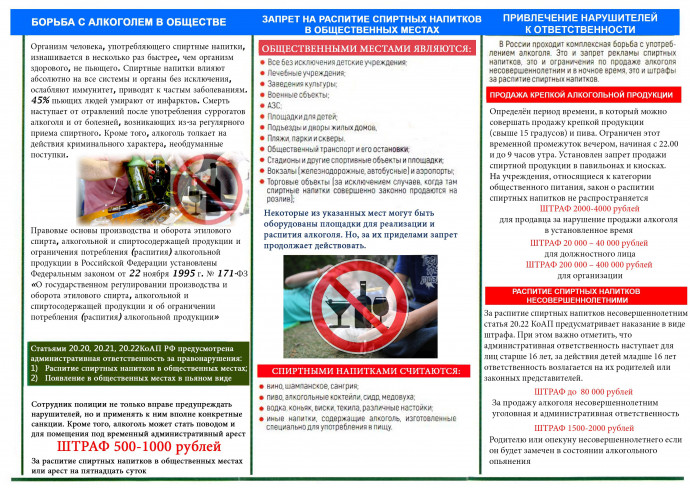 БОРЬБА С АЛКОГОЛЕМ В ОБЩЕСТВЕ
Организм человека, употребляющего спиртные напитки,
изнашивается в несколько раз быстрее, чем организм
здорового, не пьющего. Спиртные напитки влияют
абсолютно на все системы и органы без исключения,
ослабляют иммунитет, приводят к частым заболеваниям.
45% пьющих людей умирают от инфарктов. Смерть
наступает от отравлений после употребления суррогатов
алкоголя и от болезней, возникающих из-за регулярного
приема спиртного. Кроме того, алкоголь толкает на
действия криминального характера, необдуманные
поступки.
Правовые основы производства и оборота этилового
спирта, алкогольной и спиртосодержащей продукции и
ограничения потребления (распития) алкогольной
продукции в Российской Федерации установлены
Федеральным законом от 22 ноября 1995 г. № 171-ФЗ
«О государственном регулировании производства и
оборота этилового спирта, алкогольной и
спиртосодержащей продукции и об ограничении
потребления (распития) алкогольной продукции»
Статьями 20.20, 20.21, 20.22КоАП РФ предусмотрена
административная ответственность за правонарушения:
1) Распитие спиртных напитков в общественных местах;
2) Появление в общественных местах в пьяном виде
Сотрудник полиции не только вправе предупреждать
нарушителей, но и применять к ним вполне конкретные
санкции. Кроме того, алкоголь может стать поводом и
для помещения под временный административный арест
ШТРАФ 500-1000 рублей
За распитие спиртных напитков в общественных местах
или арест на пятнадцать суток
ЗАПРЕТ НА РАСПИТИЕ СПИРТНЫХ НАПИТКОВ
В ОБЩЕСТВЕННЫХ МЕСТАХ
ОБЩЕСТВЕННЫМИ МЕСТАМИ ЯВЛЯЮТСЯ:
• Все без исключения детские учреждения;
• Лечебные учреждения;
• Заведения культуры;
• Военные объекты;
• АЗС;
• Площадки для детей;
• Подъезды и дворы жилых домов,
• Пляжи, парки и скверы.
• Общественный транспорт и его остановки;
• Стадионы и другие спортивные объекты и площадки;
• Вокзалы (железнодорожные, автобусные) и аэропорты;
• Торговые объекты (за исключением случаев, когда там
спиртные напитки совершенно законно продаются на
розлив);
Некоторые из указанных мест могут быть
оборудованы площадки для реализации и
распития алкоголя. Но, за их приделами запрет
продолжает действовать.
СПИРТНЫМИ НАПИТКАМИ СЧИТАЮТСЯ:
• вино, шампанское, сангрия;
• пиво, алкогольные коктейли, сидр, медовуха;
• водка, коньяк, виски, текила, различные настойки;
• иные напитки, содержащие алкоголь, изготовленные
специально для употребления в пищу.
ПРИВЛЕЧЕНИЕ НАРУШИТЕЛЕЙ
К ОТВЕТСТВЕННОСТИ
В России проходит комплексная борьба с употреб-
лением алкоголя. Это и запрет рекламы спиртных
напитков, это и ограничения по продаже алкоголя
несовершеннолетним и в ночное время, это и штрафы
за распитие спиртных напитков.
ПРОДАЖА КРЕПКОЙ АЛКОГОЛЬНОЙ ПРОДУКЦИИ
Определён период времени, в который можно
совершать продажу крепкой продукции
(свыше 15 градусов) и пива. Ограничен этот
временной промежуток вечером, начиная с 22.00
и до 9 часов утра. Установлен запрет продажи
спиртной продукции в павильонах и киосках.
На учреждения, относящиеся к категории
общественного питания, закон о распитии
спиртных напитков не распространяется
ШТРАФ 2000-4000 рублей
для продавца за нарушение продажи алкоголя
в установленное время
ШТРАФ 20 000 – 40 000 рублей
для должностного лица
ШТРАФ 200 000 – 400 000 рублей
для организации
РАСПИТИЕ СПИРТНЫХ НАПИТКОВ
НЕСОВЕРШЕННОЛЕТНИМИ
За распитие спиртных напитков несовершеннолетним
статья 20.22 КоАП предусматривает наказание в виде
штрафа. При этом важно отметить, что
административная ответственность наступает для
лиц старше 16 лет, за действия детей младше 16 лет
ответственность возлагается на их родителей или
законных представителей.
ШТРАФ до 80 000 рублей
За продажу алкоголя несовершеннолетним
уголовная и административная ответственность
ШТРАФ 1500-2000 рублей
Родителю или опекуну несовершеннолетнего если
он будет замечен в состоянии алкогольного
опьянения